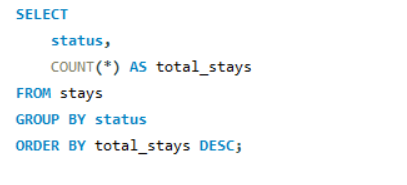 SELECT
    status,
    COUNT(*) AS total_stays
FROM stays
GROUP BY status
ORDER BY total_stays DESC;